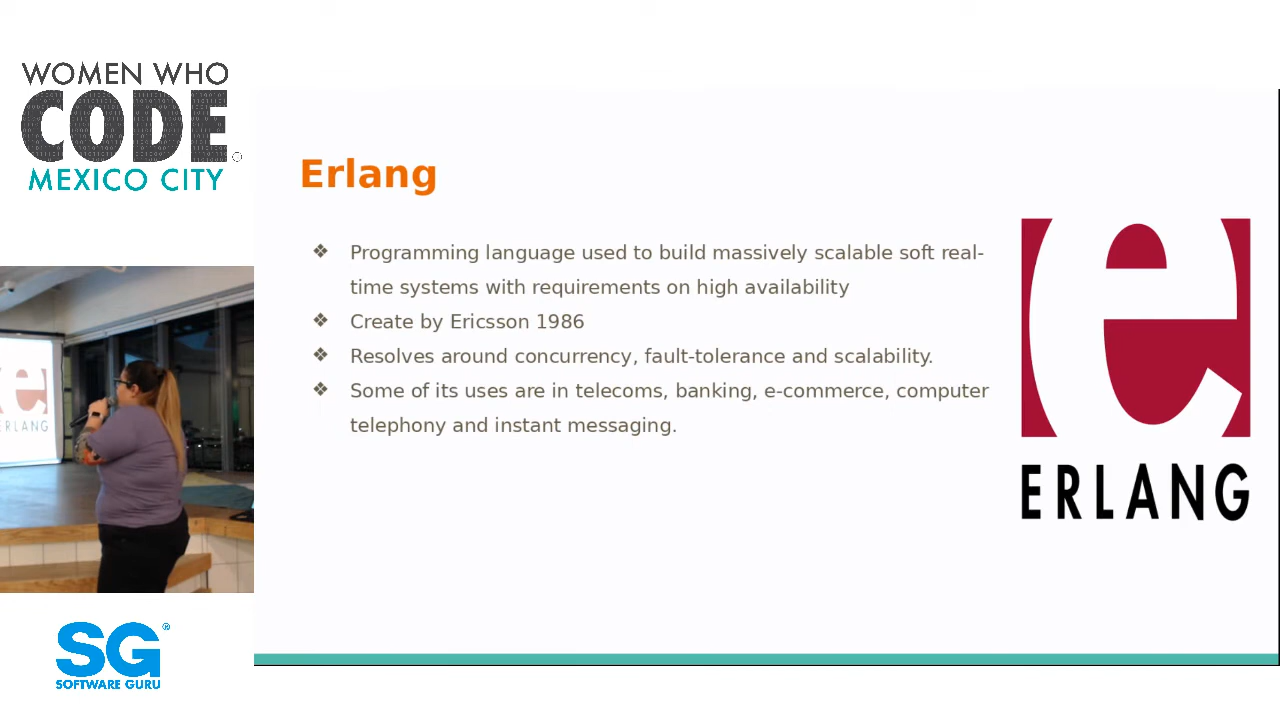 WOMEN WHO
CODE
MEXICO CITY
Erlang
❖ Programming language used to build massively scalable soft real-
time systems with requirements on high availability
❖ Create by Ericsson 1986
❖ Resolves around concurrency, fault-tolerance and scalability.
❖ Some of its uses are in telecoms, banking, e-commerce, computer
telephony and instant messaging.
e
ERLANG
ERLANG
SG®
SOFTWARE GURU